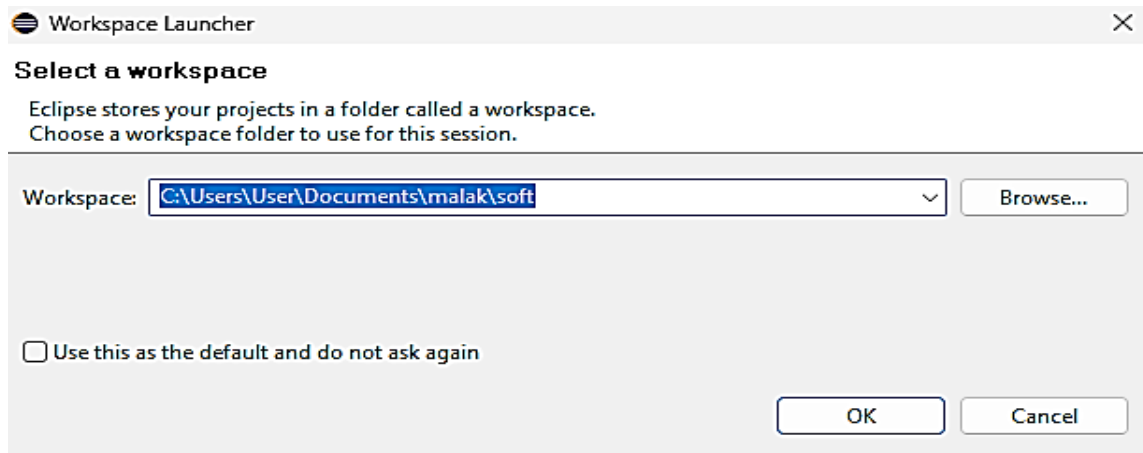 Workspace Launcher
Select a workspace
Eclipse stores your projects in a folder called a workspace.
Choose a workspace folder to use for this session.
Workspace: C:\Users\User\Documents\malak\soft Browse...
Use this as the default and do not ask again
OK Cancel